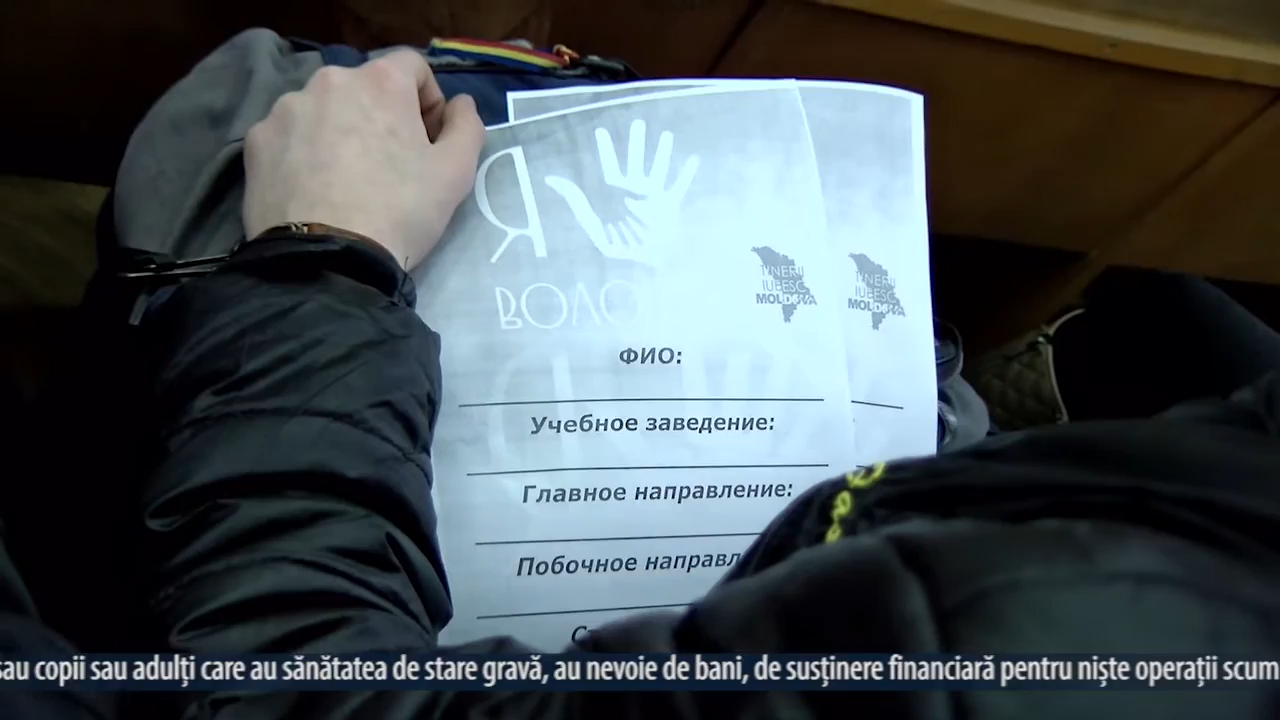 Я
ВОЛО
TINERII
IUBESC
MOLDOVA
TINERII
IUBESC
MOLDOVA
ФИО:
Учебное заведение:
Главное направление:
Побочное направл
С
sau copii sau adulți care au sănătatea de stare gravă, au nevoie de bani, de susținere financiară pentru niște operații scum